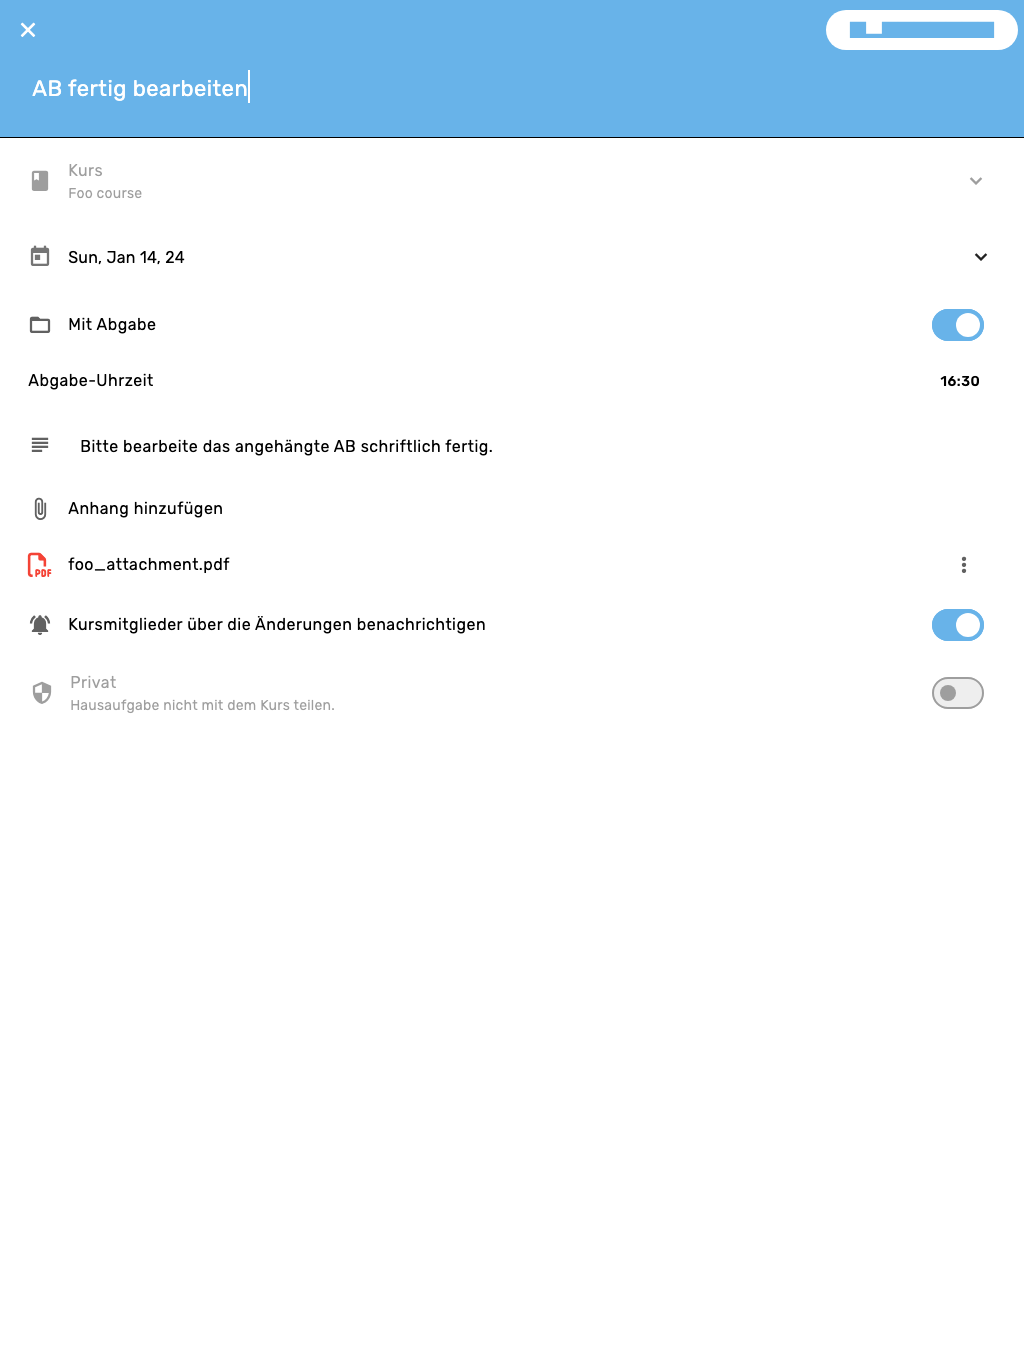 AB fertig bearbeiten
Kurs
Foo course
Sun, Jan 14, 24
Mit Abgabe
Abgabe-Uhrzeit
16:30
Bitte bearbeite das angehängte AB schriftlich fertig.
Anhang hinzufügen
PDF
foo_attachment.pdf
Kursmitglieder über die Änderungen benachrichtigen
Privat
Hausaufgabe nicht mit dem Kurs teilen.